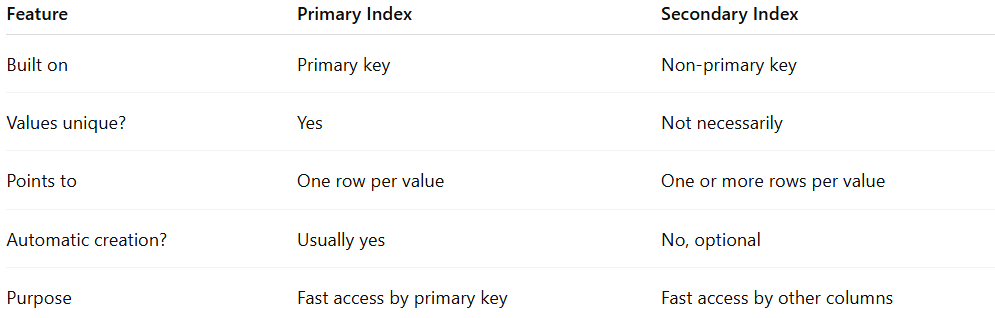 Feature Primary Index Secondary Index
Built on Primary key Non-primary key
Values unique? Yes Not necessarily
Points to One row per value One or more rows per value
Automatic creation? Usually yes No, optional
Purpose Fast access by primary key Fast access by other columns